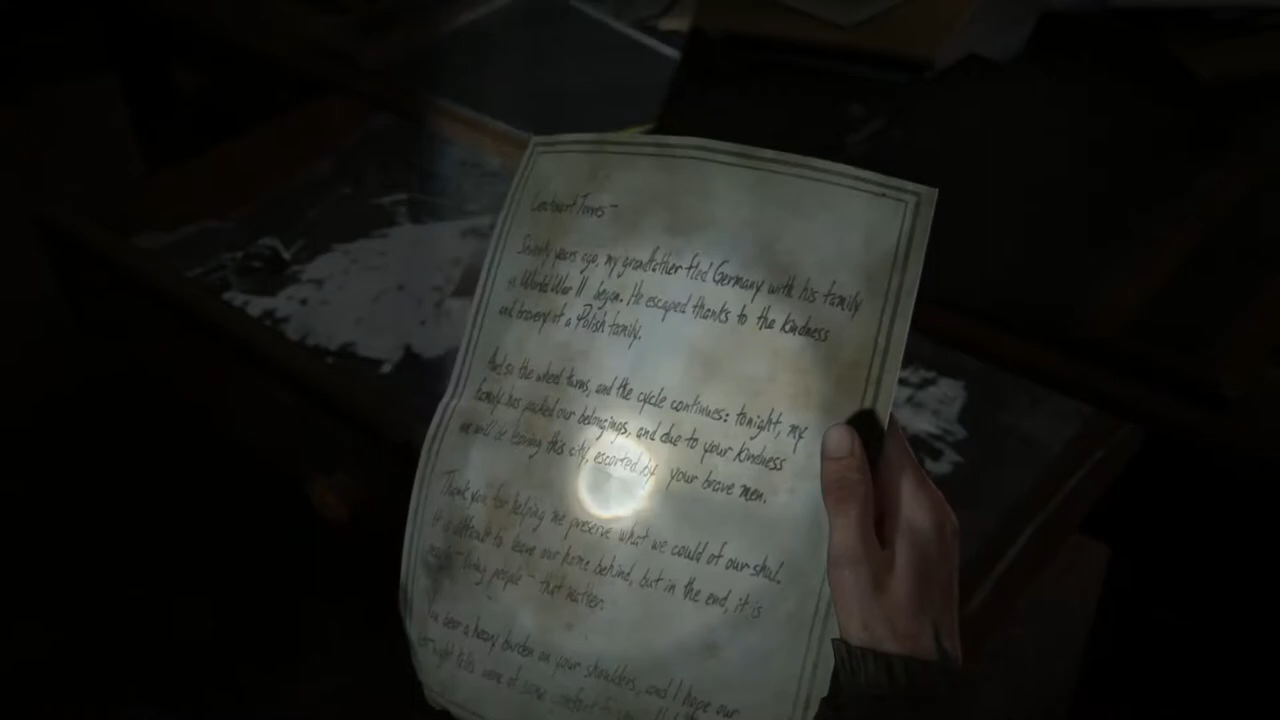 Lieutenant Torres-
Seventy years ago, my grandfather fled Germany with his family
as World War II began. He escaped thanks to the kindness
and bravery of a Polish family.
And so the wheel turns, and the cycle continues: tonight, my
family has packed our belongings, and due to your kindness
we will be leaving this city, escorted by your brave men.
Thank you for helping me preserve what we could of our shul.
It is difficult to leave our home behind, but in the end, it is
people - living people - that matter.
You bear a heavy burden on your shoulders, and I hope our
talks were of some comfort